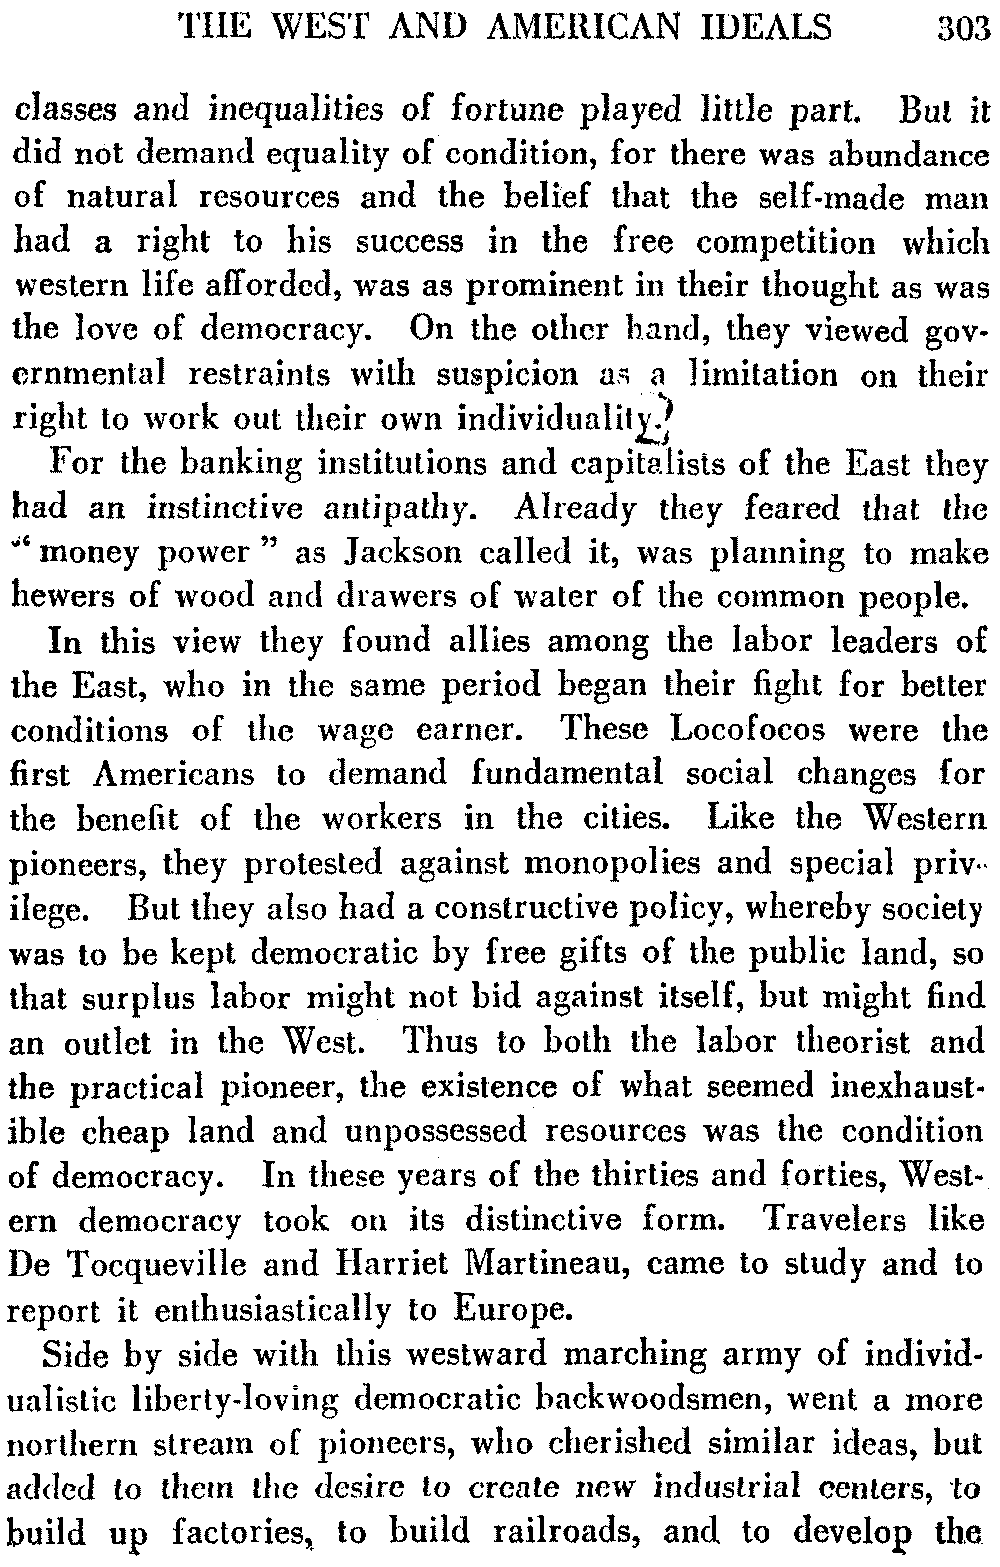 THE WEST AND AMERICAN IDEALS 303
classes and inequalities of fortune played little part. But it
did not demand equality of condition, for there was abundance
of natural resources and the belief that the self-made man
had a right to his success in the free competition which
western life afforded, was as prominent in their thought as was
the love of democracy. On the other hand, they viewed gov-
ernmental restraints with suspicion as a limitation on their
right to work out their own individuality.
For the banking institutions and capitalists of the East they
had an instinctive antipathy. Already they feared that the
"money power" as Jackson called it, was planning to make
hewers of wood and drawers of water of the common people.
In this view they found allies among the labor leaders of
the East, who in the same period began their fight for better
conditions of the wage earner. These Locofocos were the
first Americans to demand fundamental social changes for
the benefit of the workers in the cities. Like the Western
pioneers, they protested against monopolies and special priv-
ilege. But they also had a constructive policy, whereby society
was to be kept democratic by free gifts of the public land, so
that surplus labor might not bid against itself, but might find
an outlet in the West. Thus to both the labor theorist and
the practical pioneer, the existence of what seemed inexhaust-
ible cheap land and unpossessed resources was the condition
of democracy. In these years of the thirties and forties, West-
ern democracy took on its distinctive form. Travelers like
De Tocqueville and Harriet Martineau, came to study and to
report it enthusiastically to Europe.
Side by side with this westward marching army of individ-
ualistic liberty-loving democratic backwoodsmen, went a more
northern stream of pioneers, who cherished similar ideas, but
added to them the desire to create new industrial centers, to
build up factories, to build railroads, and to develop the